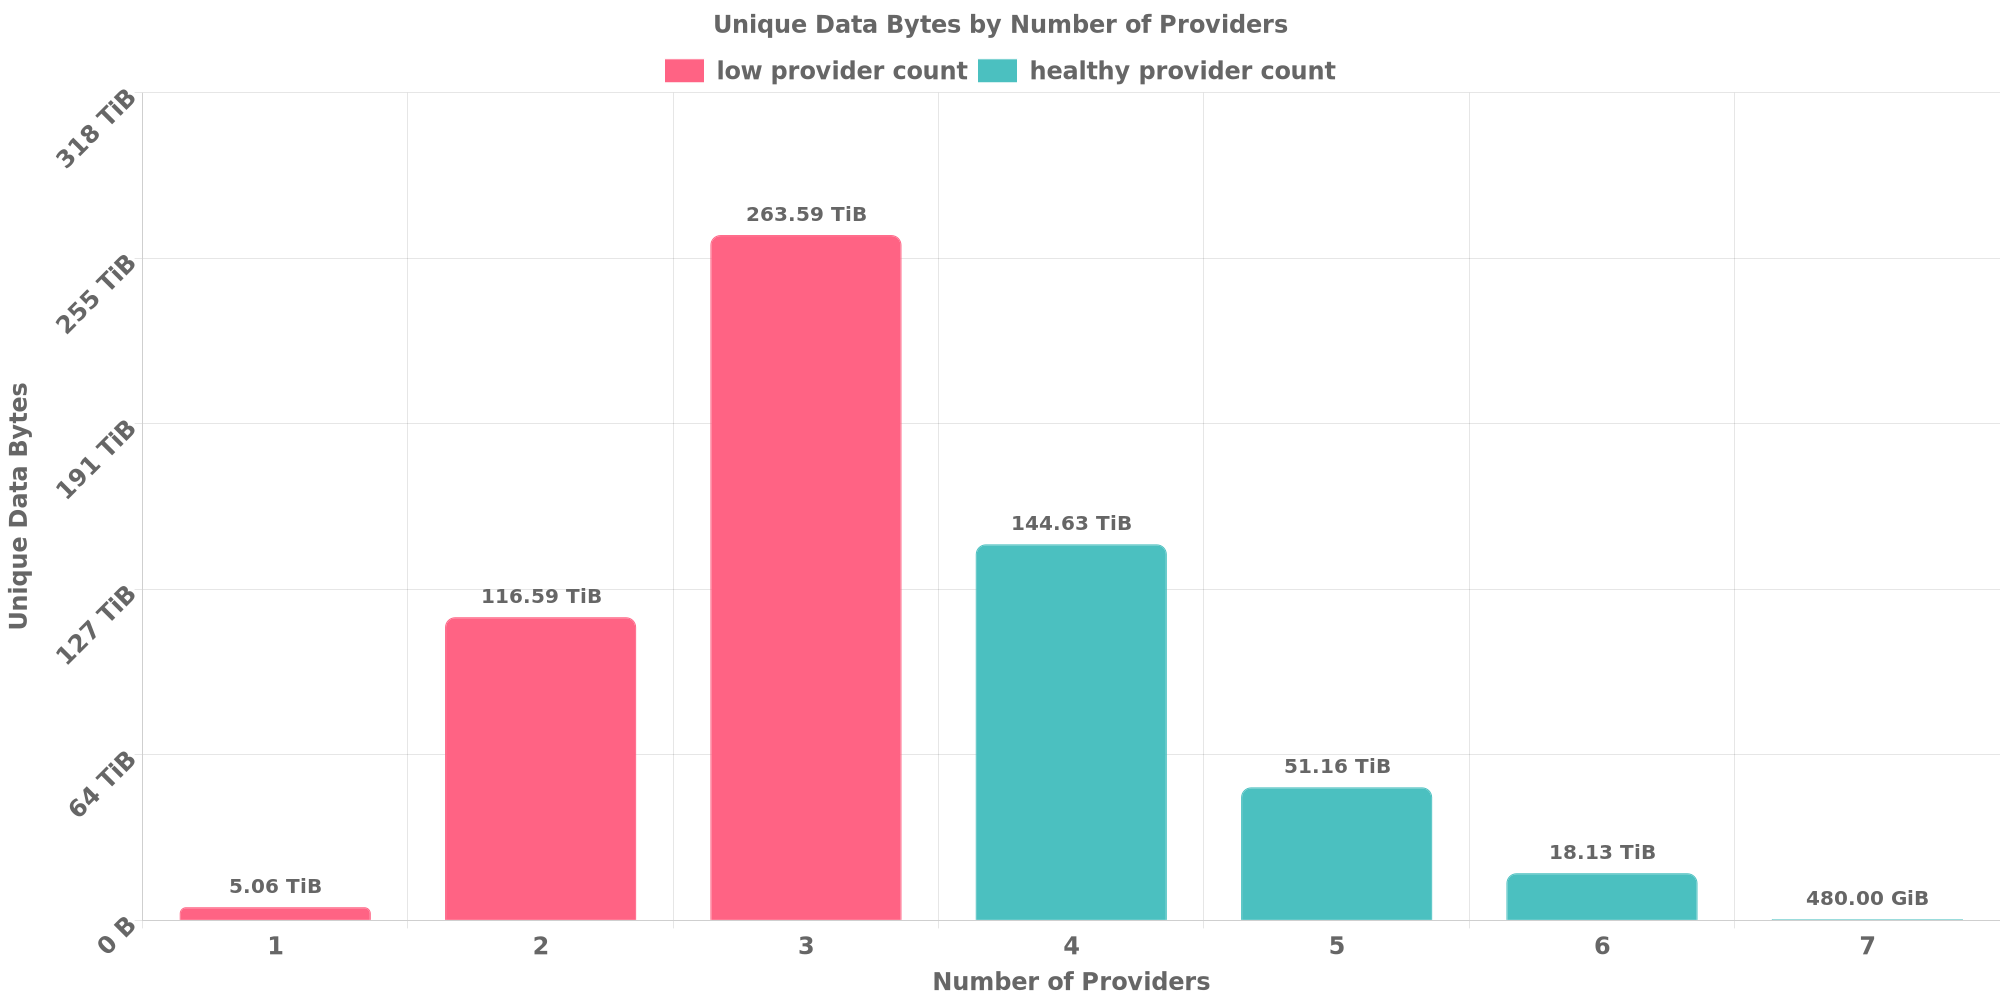 Unique Data Bytes by Number of Providers
low provider count healthy provider count
318 TiB
255 TiB
191 TiB
127 TiB
64 TiB
0 B
Unique Data Bytes
5.06 TiB
116.59 TiB
263.59 TiB
144.63 TiB
51.16 TiB
18.13 TiB
480.00 GiB
1 2 3 4 5 6 7
Number of Providers